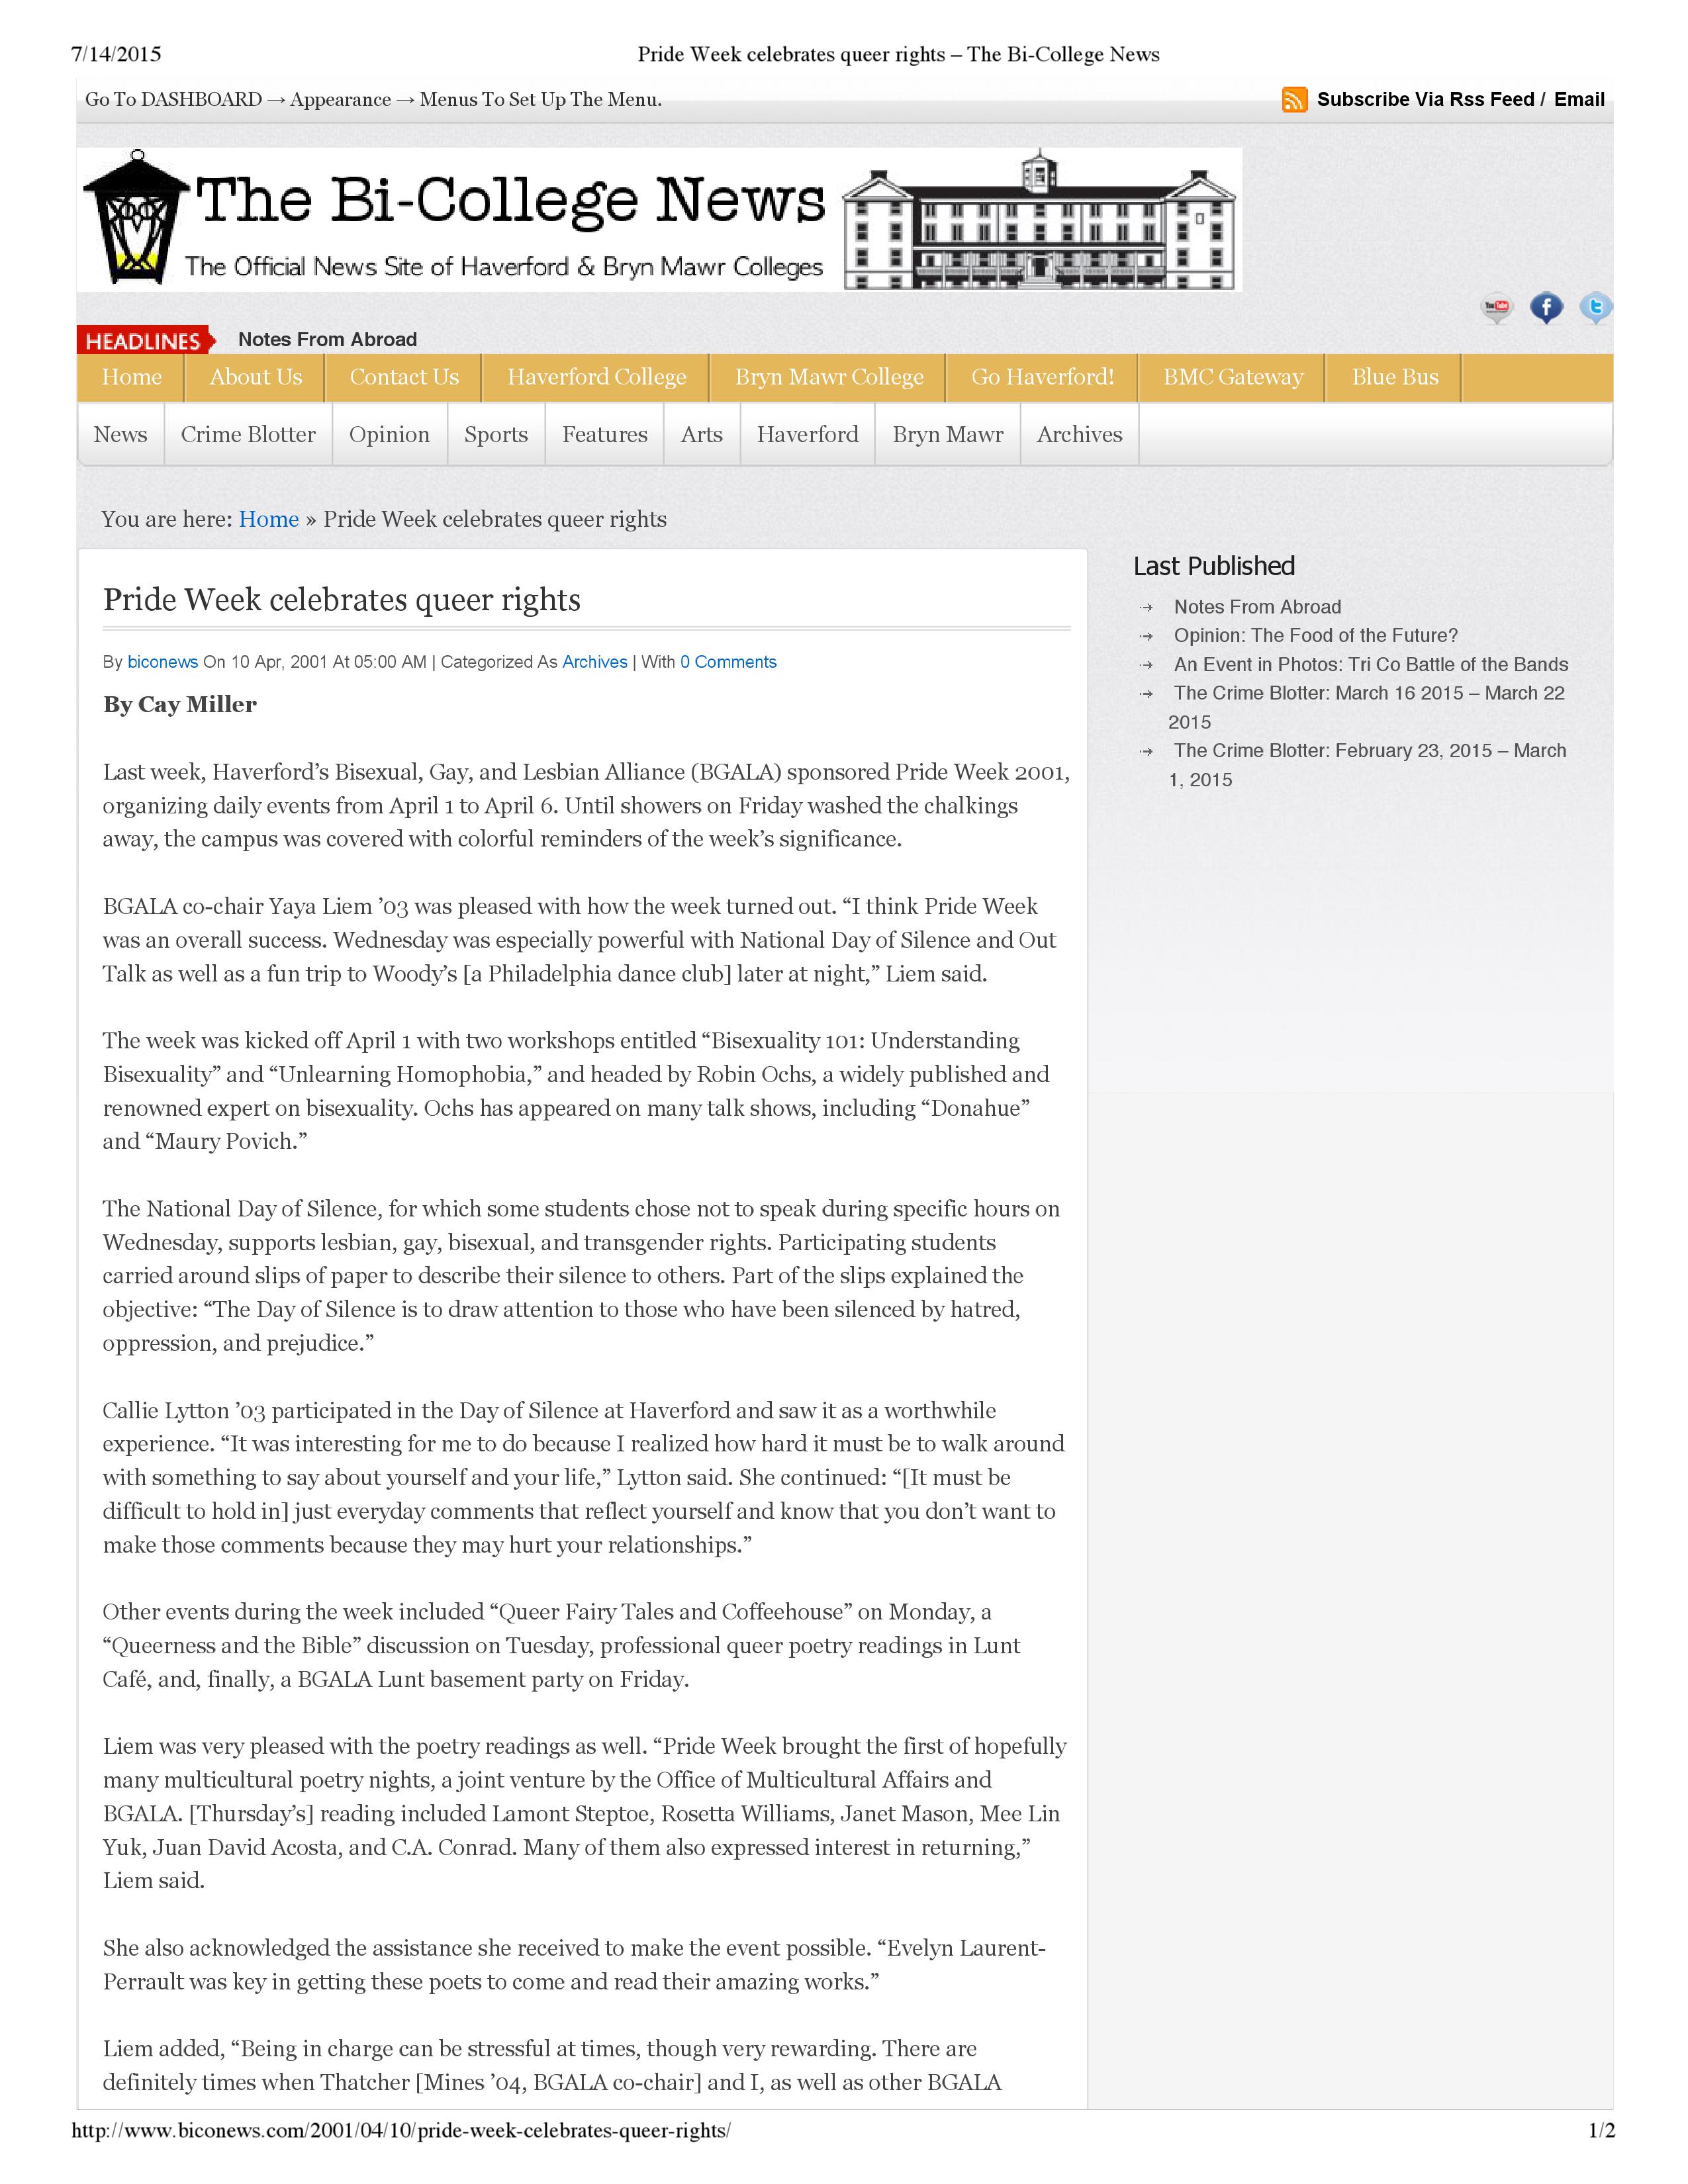 7/14/2015
Pride Week celebrates queer rights – The Bi-College News
Go To DASHBOARD → Appearance → Menus To Set Up The Menu.
Subscribe Via Rss Feed / Email
The Bi-College News
The Official News Site of Haverford & Bryn Mawr Colleges
HEADLINES
Notes From Abroad
Home
About Us
Contact Us
Haverford College
Bryn Mawr College
Go Haverford!
BMC Gateway
Blue Bus
News
Crime Blotter
Opinion
Sports
Features
Arts
Haverford
Bryn Mawr
Archives
You are here: Home » Pride Week celebrates queer rights
Pride Week celebrates queer rights
By biconews On 10 Apr, 2001 At 05:00 AM | Categorized As Archives | With 0 Comments
By Cay Miller
Last week, Haverford’s Bisexual, Gay, and Lesbian Alliance (BGALA) sponsored Pride Week 2001,
organizing daily events from April 1 to April 6. Until showers on Friday washed the chalkings
away, the campus was covered with colorful reminders of the week’s significance.
BGALA co-chair Yaya Liem ’03 was pleased with how the week turned out. “I think Pride Week
was an overall success. Wednesday was especially powerful with National Day of Silence and Out
Talk as well as a fun trip to Woody’s [a Philadelphia dance club] later at night,” Liem said.
The week was kicked off April 1 with two workshops entitled “Bisexuality 101: Understanding
Bisexuality” and “Unlearning Homophobia,” and headed by Robin Ochs, a widely published and
renowned expert on bisexuality. Ochs has appeared on many talk shows, including “Donahue”
and “Maury Povich.”
The National Day of Silence, for which some students chose not to speak during specific hours on
Wednesday, supports lesbian, gay, bisexual, and transgender rights. Participating students
carried around slips of paper to describe their silence to others. Part of the slips explained the
objective: “The Day of Silence is to draw attention to those who have been silenced by hatred,
oppression, and prejudice.”
Callie Lytton ’03 participated in the Day of Silence at Haverford and saw it as a worthwhile
experience. “It was interesting for me to do because I realized how hard it must be to walk around
with something to say about yourself and your life,” Lytton said. She continued: “[It must be
difficult to hold in] just everyday comments that reflect yourself and know that you don’t want to
make those comments because they may hurt your relationships.”
Other events during the week included “Queer Fairy Tales and Coffeehouse” on Monday, a
“Queerness and the Bible” discussion on Tuesday, professional queer poetry readings in Lunt
Café, and, finally, a BGALA Lunt basement party on Friday.
Liem was very pleased with the poetry readings as well. “Pride Week brought the first of hopefully
many multicultural poetry nights, a joint venture by the Office of Multicultural Affairs and
BGALA. [Thursday’s] reading included Lamont Steptoe, Rosetta Williams, Janet Mason, Mee Lin
Yuk, Juan David Acosta, and C.A. Conrad. Many of them also expressed interest in returning,”
Liem said.
She also acknowledged the assistance she received to make the event possible. “Evelyn Laurent-
Perrault was key in getting these poets to come and read their amazing works.”
Liem added, “Being in charge can be stressful at times, though very rewarding. There are
definitely times when Thatcher [Mines ’04, BGALA co-chair] and I, as well as other BGALA
Last Published
Notes From Abroad
Opinion: The Food of the Future?
An Event in Photos: Tri Co Battle of the Bands
The Crime Blotter: March 16 2015 – March 22
2015
The Crime Blotter: February 23, 2015 – March
1, 2015
http://www.biconews.com/2001/04/10/pride-week-celebrates-queer-rights/
1/2